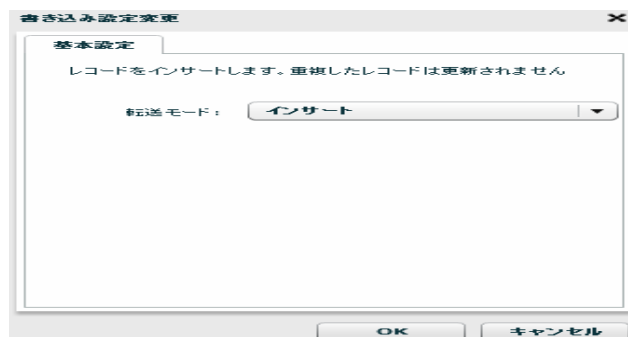 書き込み設定変更
基本設定
レコードをインサートします。重複したレコードは更新されません
転送モード： インサート
OK キャンセル